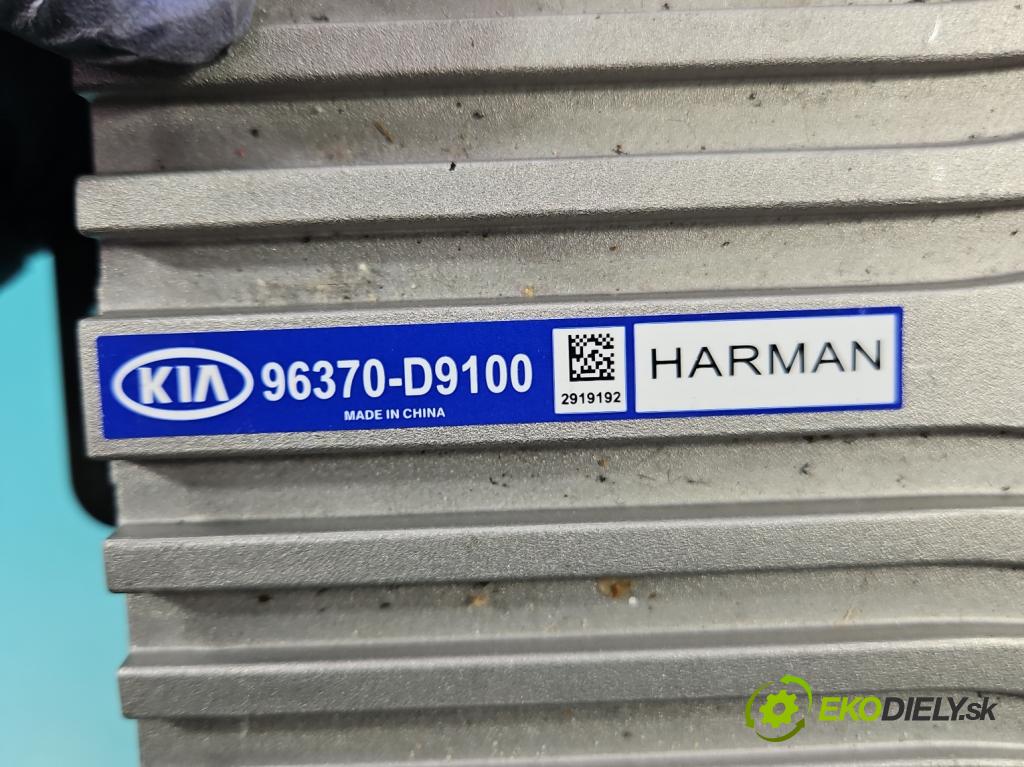 KIA 96370-D9100
MADE IN CHINA
2919192
HARMAN
EKODIELY.sk